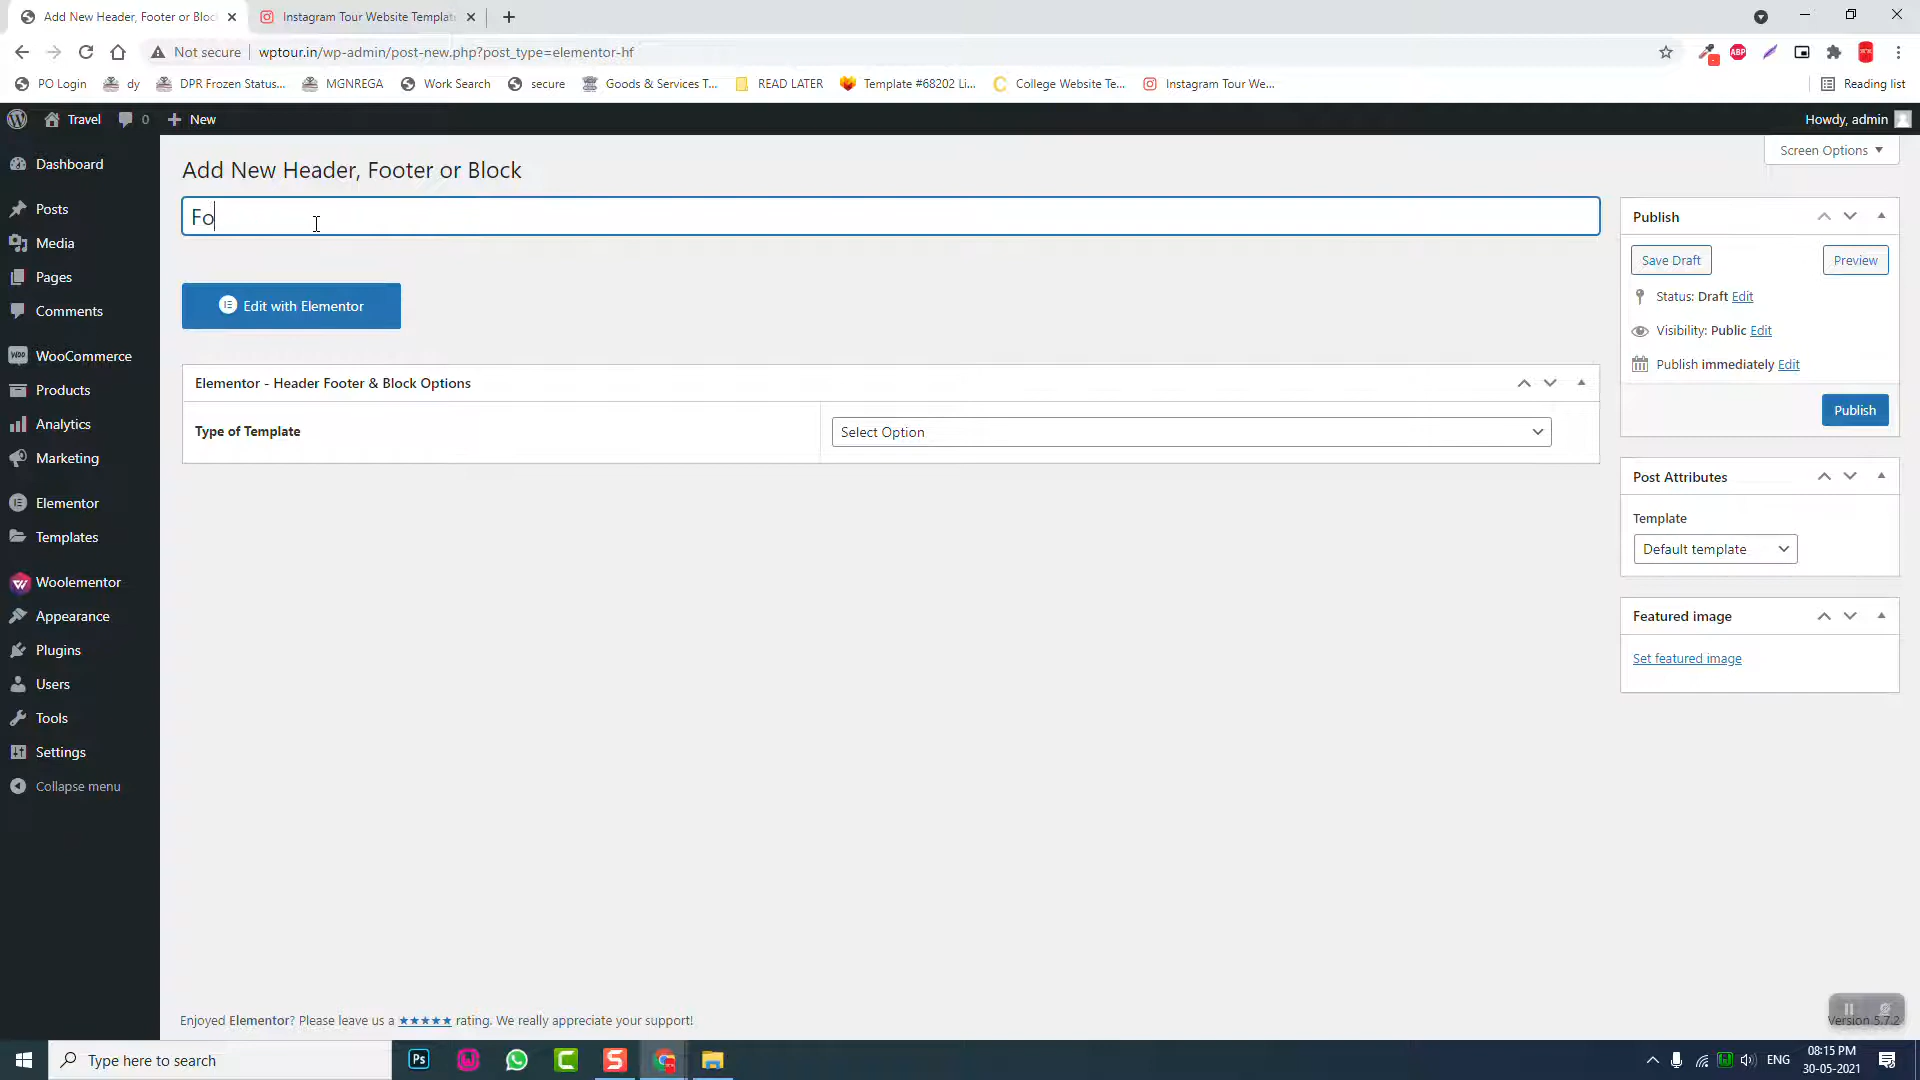 Add New Header, Footer or Bloc
Instagram Tour Website Templat
Not secure
wptour.in/wp-admin/post-new.php?post_type=elementor-hf
ABP
PO Login
dy
DPR Frozen Status...
MGNREGA
Work Search
secure
Goods & Services T...
READ LATER
Template #68202 Li...
College Website Te...
Instagram Tour We...
Reading list
Travel
0
New
Howdy, admin
Screen Options
Dashboard
Posts
Media
Pages
Comments
WooCommerce
Products
Analytics
Marketing
Elementor
Templates
Woolementor
Appearance
Plugins
Users
Tools
Settings
Collapse menu
Add New Header, Footer or Block
Fo
Edit with Elementor
Elementor - Header Footer & Block Options
Type of Template
Select Option
Publish
Save Draft
Preview
Status: Draft Edit
Visibility: Public Edit
Publish immediately Edit
Publish
Post Attributes
Template
Default template
Featured image
Set featured image
Enjoyed Elementor? Please leave us a ★★★★★ rating. We really appreciate your support!
Version 5.7.2
Type here to search
Ps
ENG
08:15 PM
30-05-2021